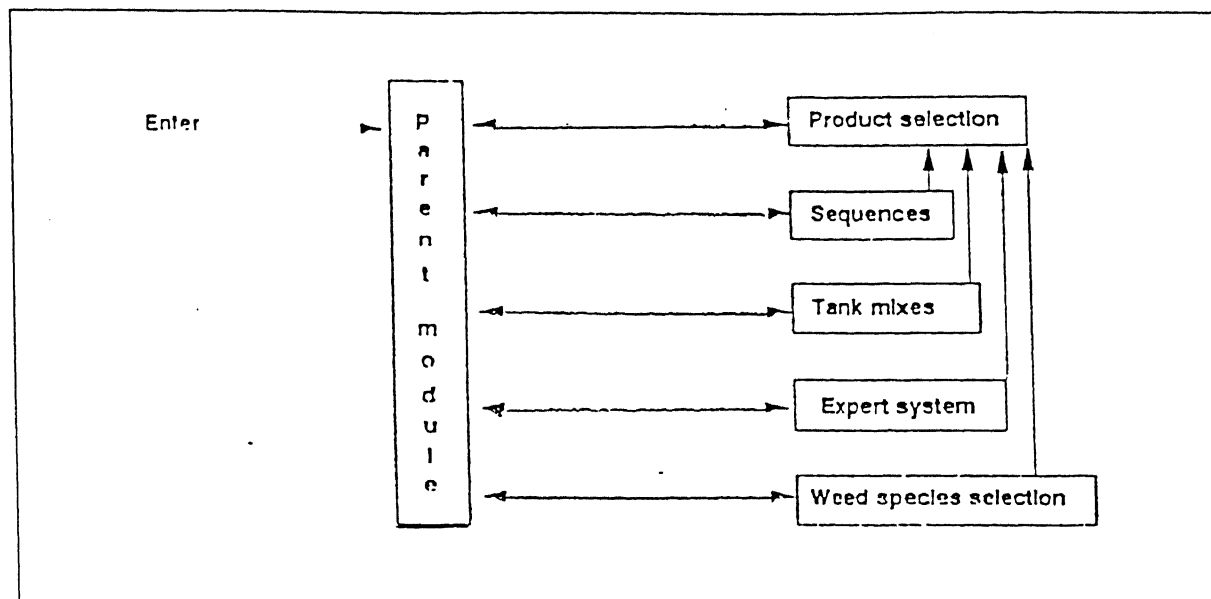 Enter
Parent module
Product selection
Sequences
Tank mixes
Expert system
Weed species selection